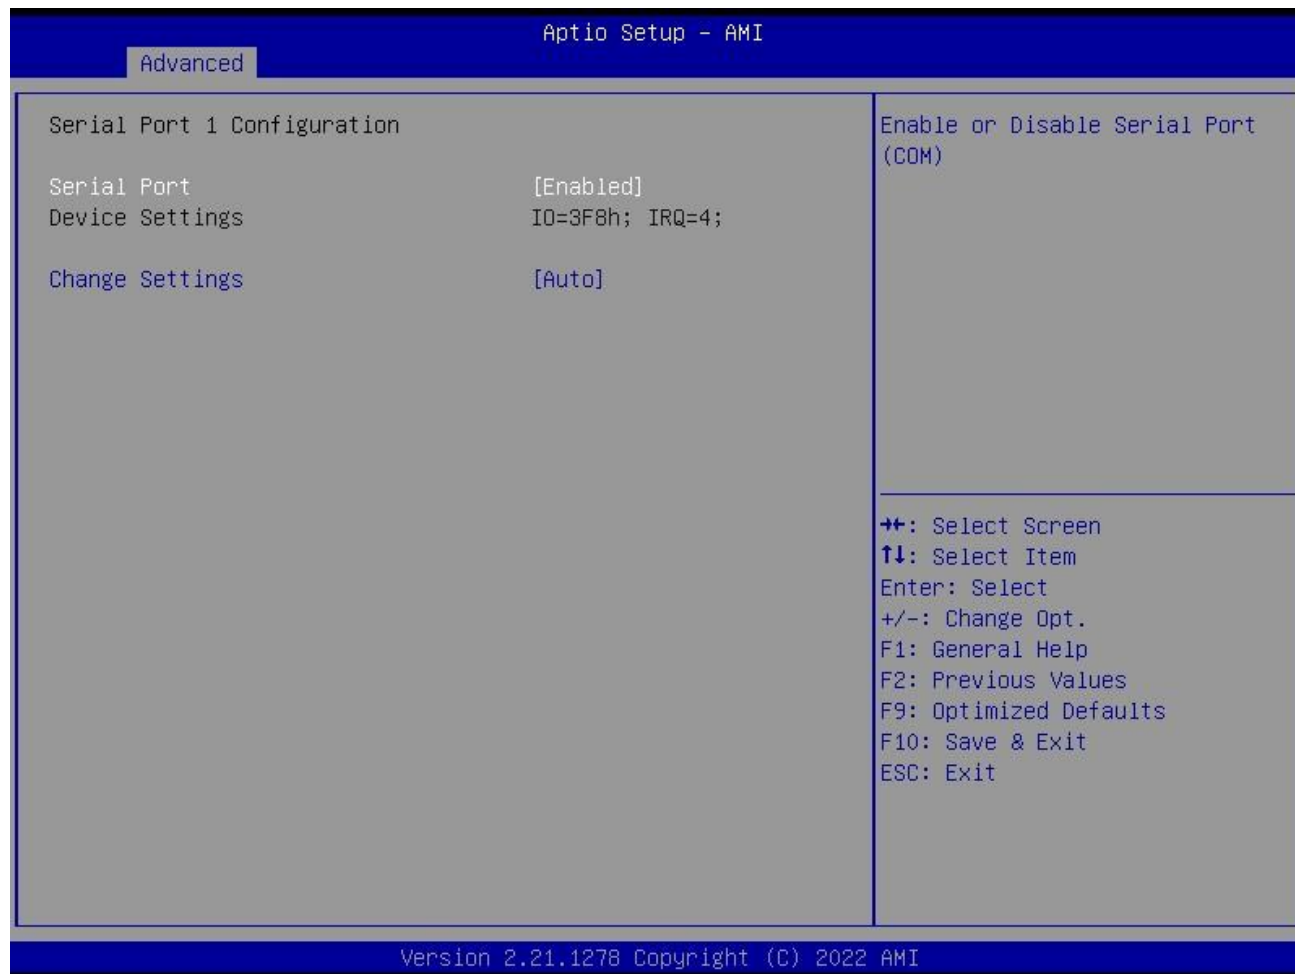 Aptio Setup – AMI
Advanced
Serial Port 1 Configuration
Serial Port [Enabled]
Device Settings IO=3F8h; IRQ=4;
Change Settings [Auto]
Enable or Disable Serial Port
(COM)
→←: Select Screen
↑↓: Select Item
Enter: Select
+/-: Change Opt.
F1: General Help
F2: Previous Values
F9: Optimized Defaults
F10: Save & Exit
ESC: Exit
Version 2.21.1278 Copyright (C) 2022 AMI